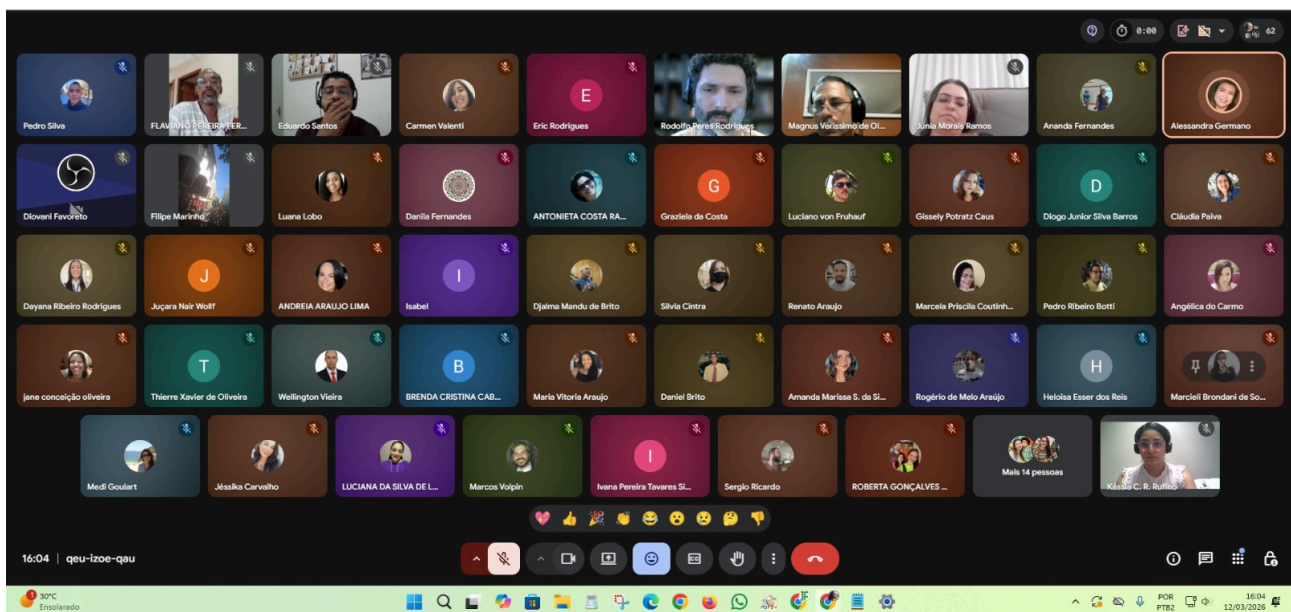 0:00 62
Pedro Silva
FLAVIANO PEREIRA FER...
Eduardo Santos
Carmen Valenti
E
Eric Rodrigues
Rodolfo Peres Rodrigues
Magnus Verissimo de Ol...
Junia Morais Ramos
Ananda Fernandes
Alessandra Germano
Diovani Favoreto
Filipe Marinho
Luana Lobo
Danila Fernandes
ANTONIETA COSTA RA...
G
Graziela da Costa
Luciano von Fruhauf
Gissely Potratz Caus
D
Diogo Junior Silva Barros
Cláudia Paiva
Dayana Ribeiro Rodrigues
J
Juçara Nair Wollf
ANDREIA ARAUJO LIMA
I
Isabel
Djalma Mandu de Brito
Silvia Cintra
Renato Araujo
Marcela Priscila Coutinh...
Pedro Ribeiro Botti
Angélica do Carmo
jane conceição oliveira
T
Thierre Xavier de Oliveira
Wellington Vieira
B
BRENDA CRISTINA CAB...
Maria Vitoria Araujo
Daniel Brito
Amanda Marissa S. da Si...
Rogério de Melo Araújo
H
Heloisa Esser dos Reis
Marcieli Brondani de So...
Medi Goulart
Jéssika Carvalho
LUCIANA DA SILVA DE L...
Marcos Volpin
I
Ivana Pereira Tavares Si...
Sergio Ricardo
ROBERTA GONÇALVES ...
Mais 14 pessoas
Kássia C. R. Rufino
16:04 | qeu-izoe-qau
30°C
Ensolarado
POR
PTB2
16:04
12/03/2026